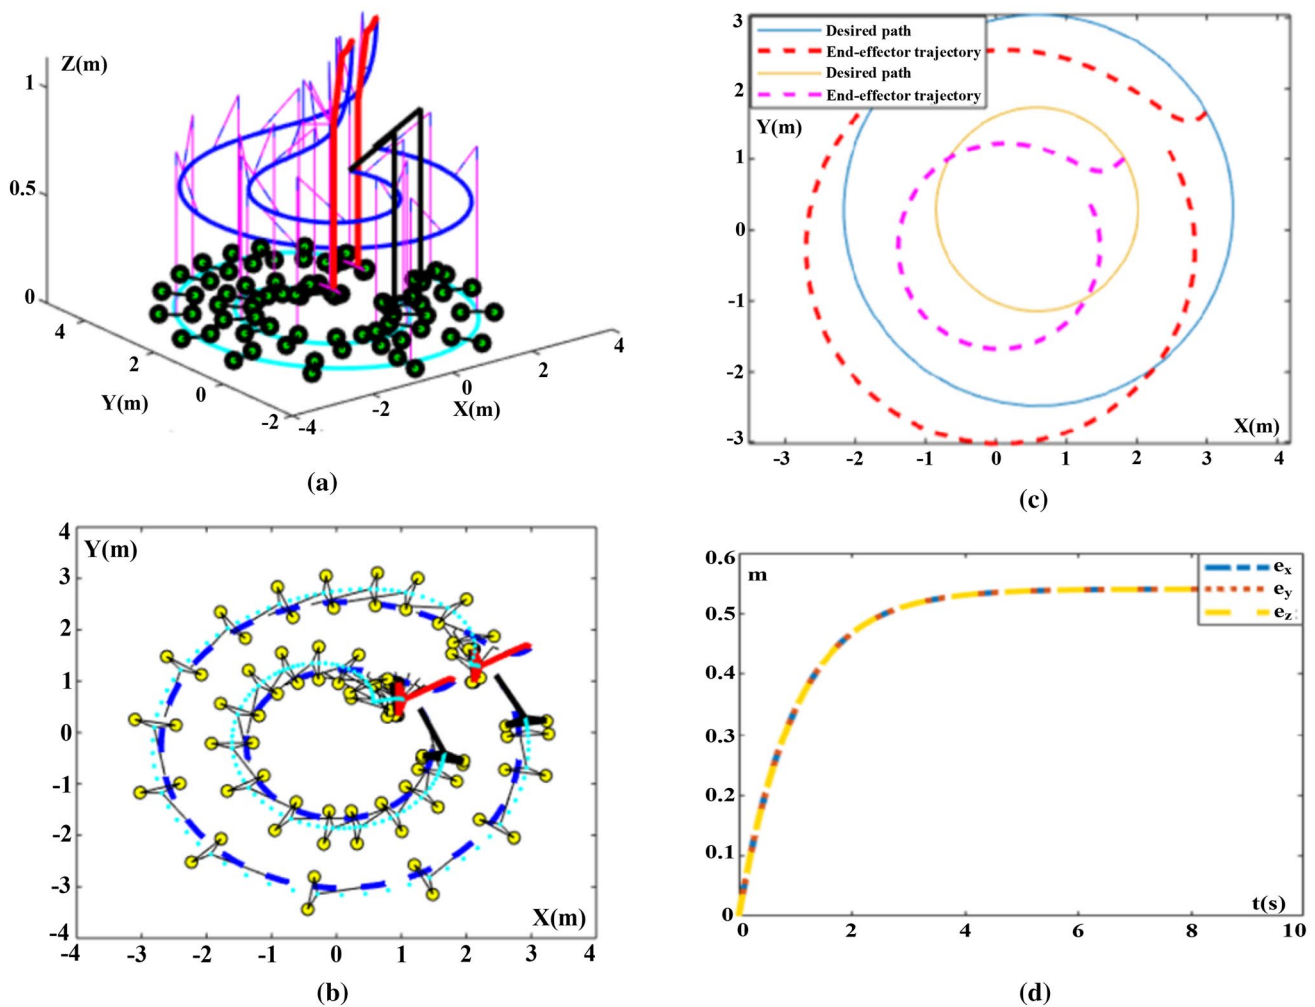 Z(m)
1
0.5
0
4
2
0
-2
Y(m)
-4
-2
0
2
4
X(m)
(a)
3
2
1
0
-1
-2
-3
Y(m)
Desired path
End-effector trajectory
Desired path
End-effector trajectory
X(m)
-3 -2 -1 0 1 2 3 4
(c)
4
3
2
1
0
-1
-2
-3
-4
Y(m)
X(m)
-4 -3 -2 -1 0 1 2 3 4
(b)
0.6
0.5
0.4
0.3
0.2
0.1
0
m
ex
ey
ez
t(s)
0 2 4 6 8 10
(d)